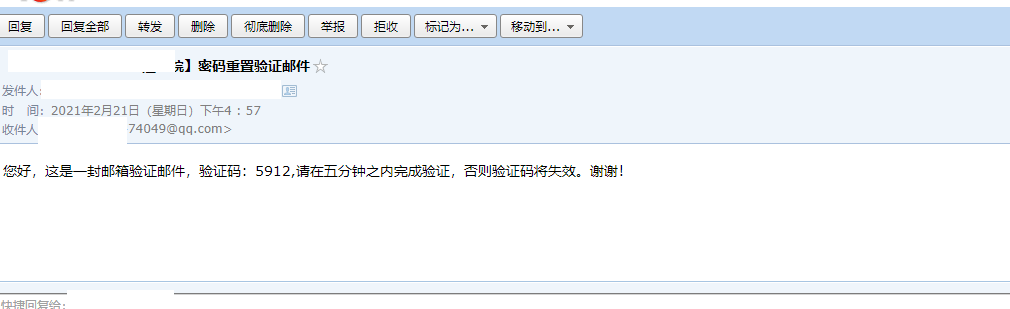 回复 回复全部 转发 删除 彻底删除 举报 拒收 标记为... 移动到...
院】密码重置验证邮件
发件人:
时 间: 2021年2月21日（星期日）下午4：57
收件人 74049@qq.com>
您好，这是一封邮箱验证邮件，验证码：5912,请在五分钟之内完成验证，否则验证码将失效。谢谢！
快捷回复给: